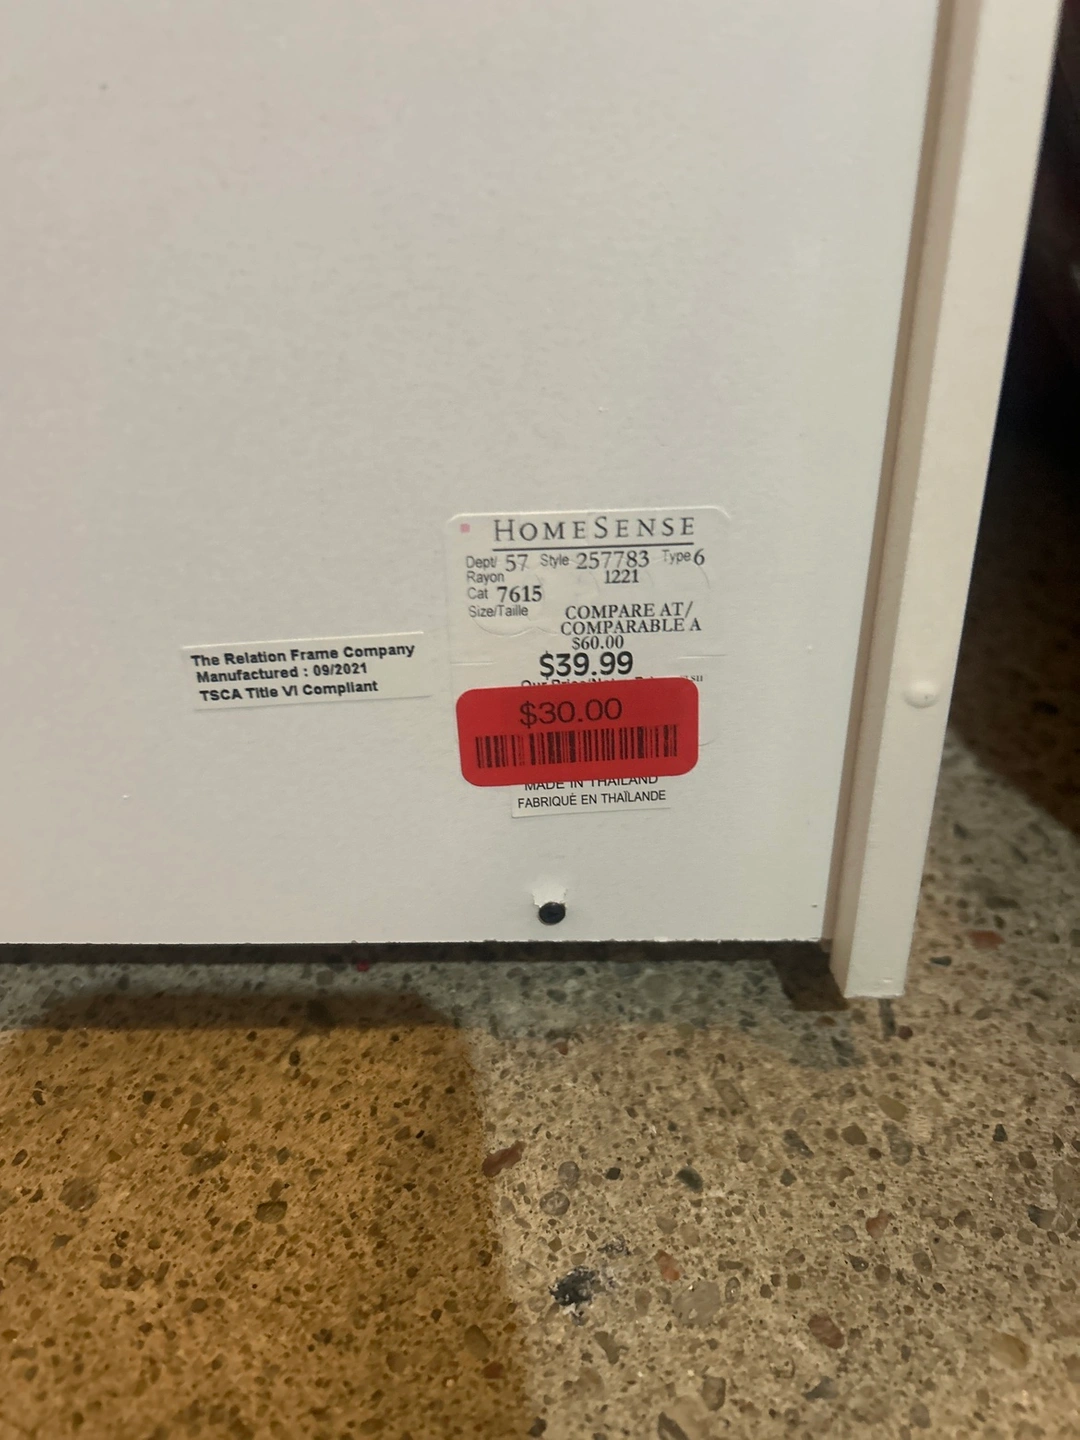 The Relation Frame Company
Manufactured : 09/2021
TSCA Title VI Compliant
HOMESENSE
Dept/ 57 Style 257783 Type 6
Rayon 1221
Cat 7615
Size/Taille
COMPARE AT/
COMPARABLE A
$60.00
$39.99
$30.00
MADE IN THAILAND
FABRIQUÉ EN THAÏLANDE